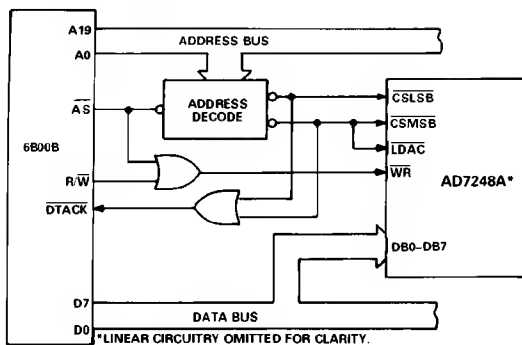 A19
ADDRESS BUS
A0
ADDRESS
DECODE
AS
CSLSB
CSMSB
LDAC
6B00B
R/W
WR
AD7248A*
DTACK
DB0–DB7
D7
DATA BUS
D0
*LINEAR CIRCUITRY OMITTED FOR CLARITY.